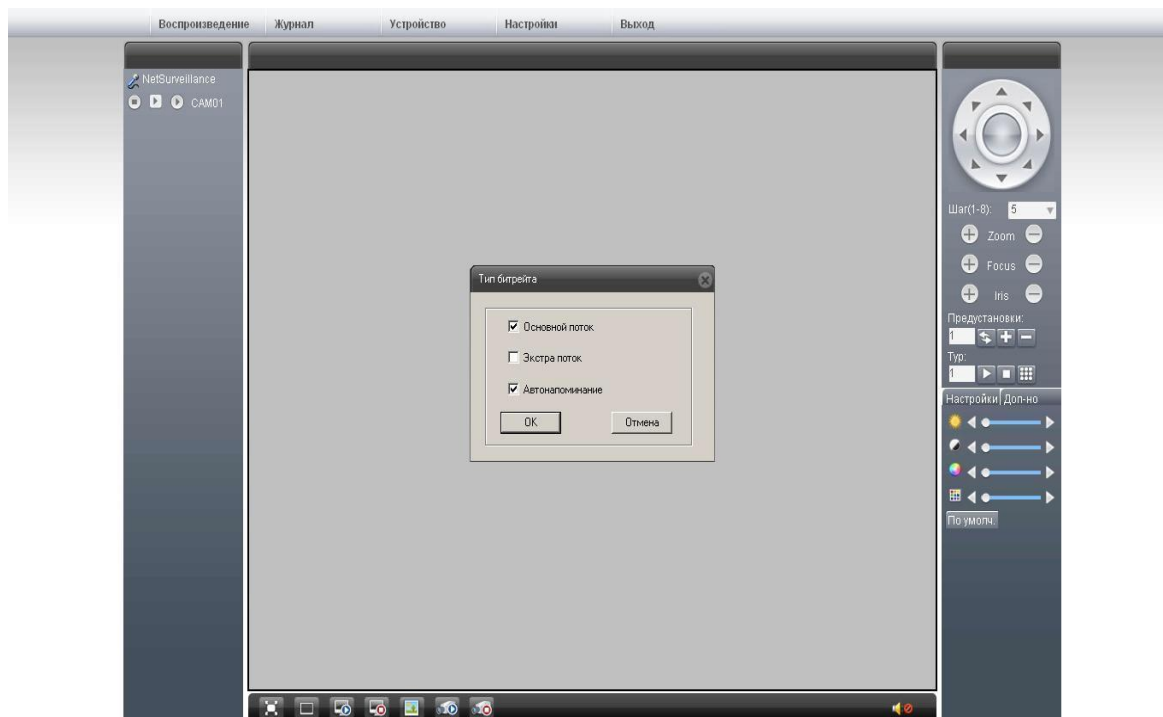 Воспроизведение Журнал Устройство Настройки Выход
NetSurveillance
CAM01
Тип битрейта
Основной поток
Экстра поток
Автонапоминание
OK Отмена
Шаг(1-8): 5
Zoom
Focus
Iris
Предустановки:
1
Тур:
1
Настройки Доп-но
По умолч.